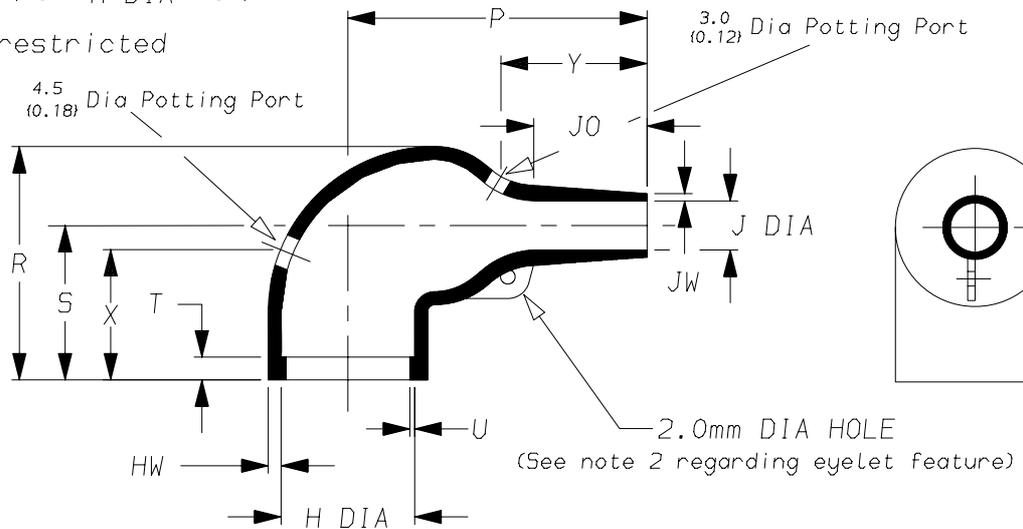 H DIA
restricted
P
3.0
{0.12} Dia Potting Port
Y
4.5
{0.18} Dia Potting Port
JO
J DIA
R
S
X
T
JW
U
2.0mm DIA HOLE
HW
(See note 2 regarding eyelet feature)
H DIA